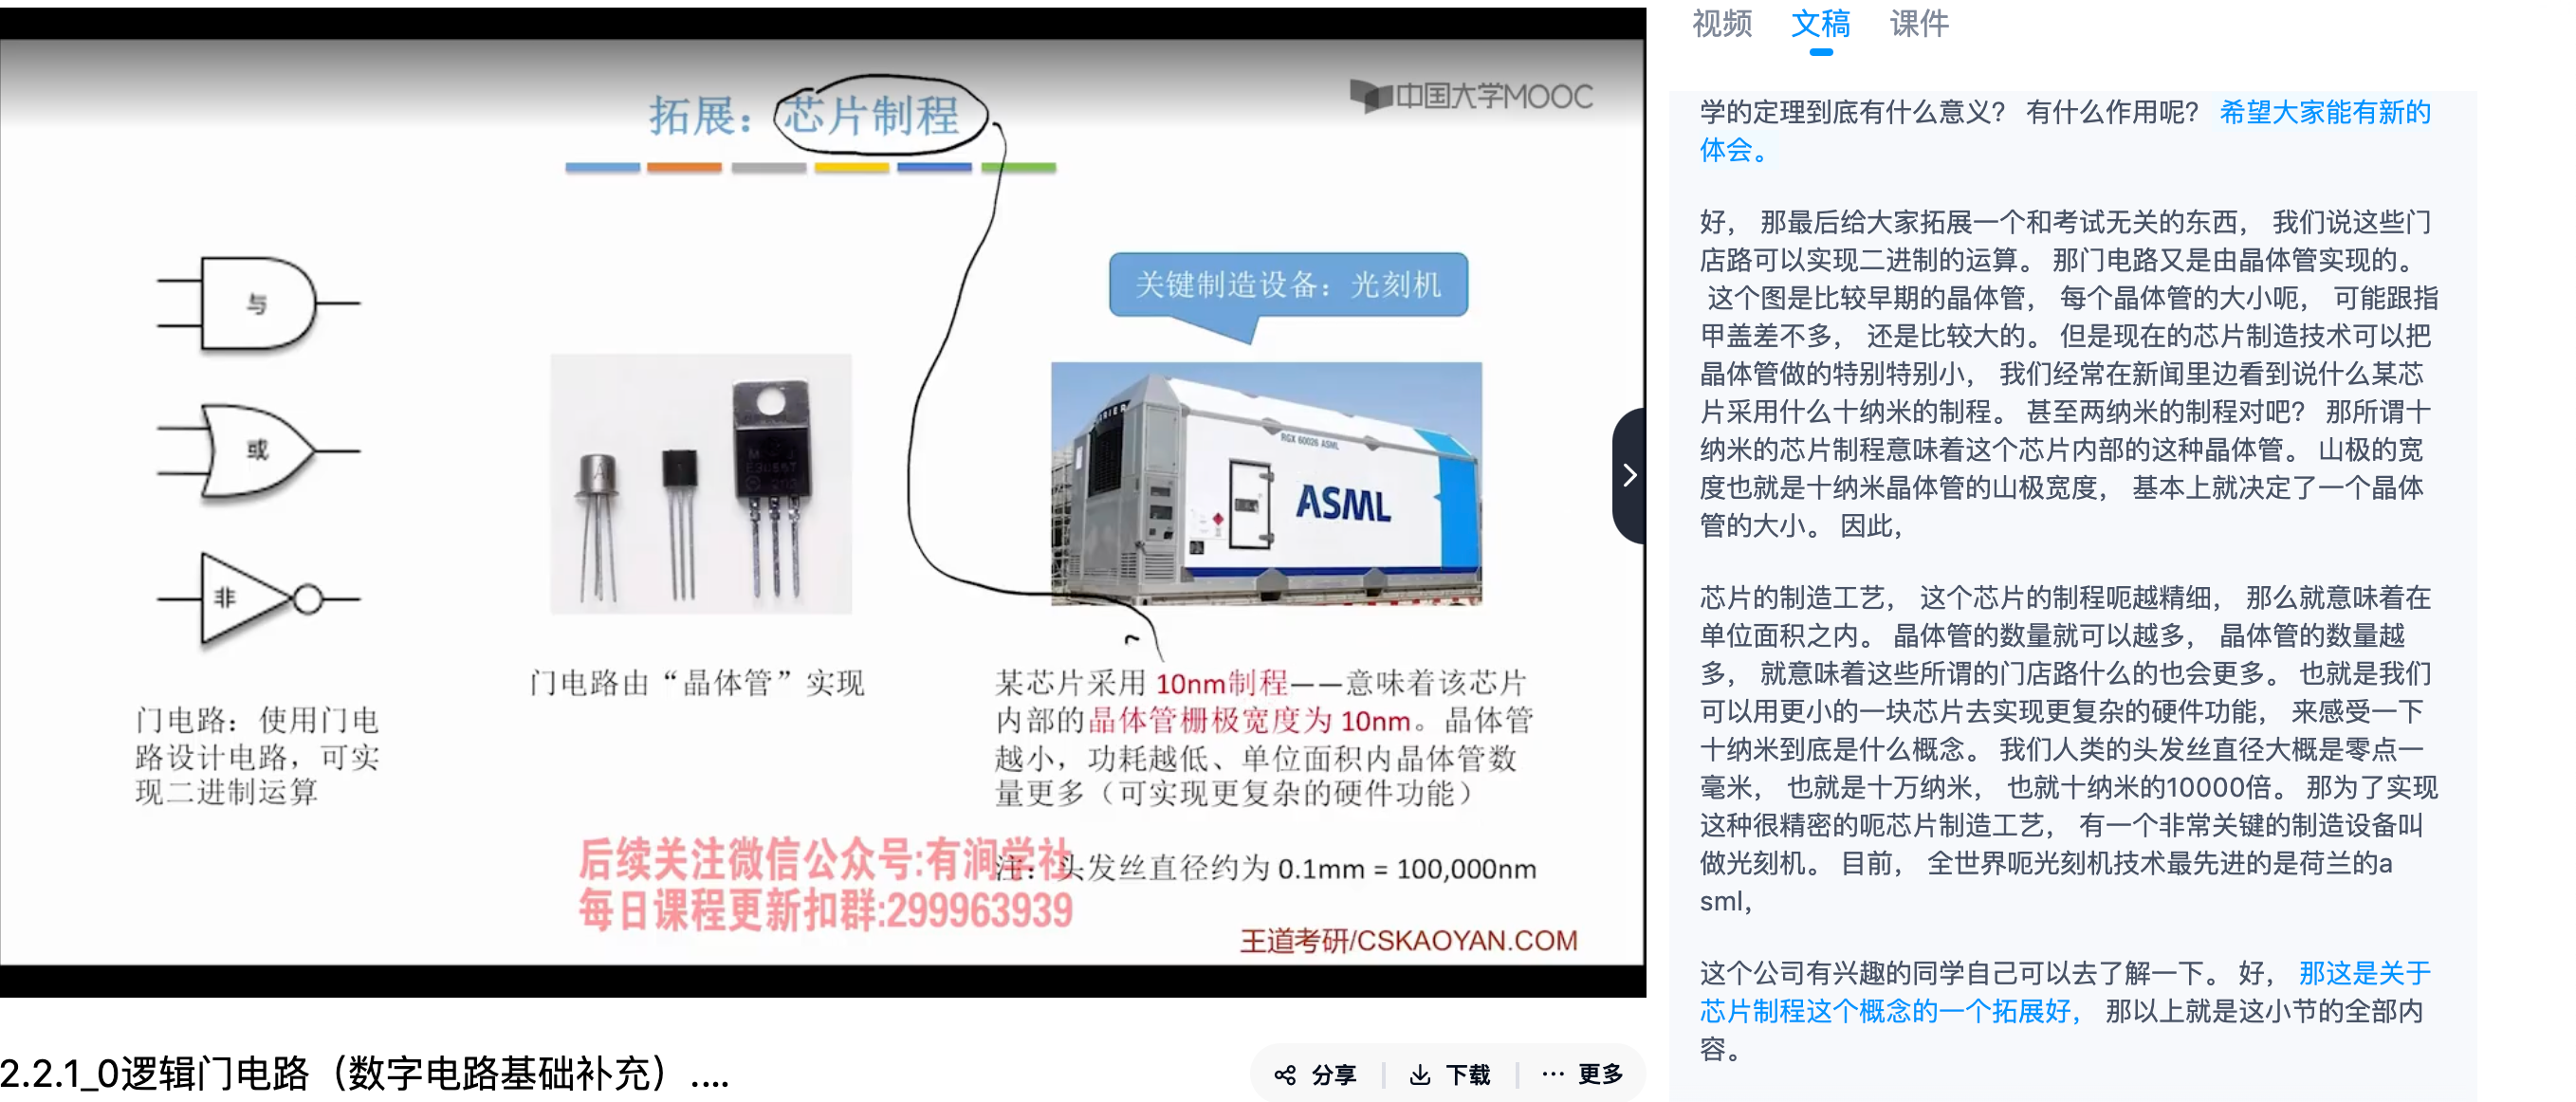 视频 文稿 课件
拓展：芯片制程
中国大学MOOC
与
或
非
关键制造设备：光刻机
RGX 60026 ASML
ASML
门电路由“晶体管”实现
门电路：使用门电
路设计电路，可实
现二进制运算
某芯片采用 10nm制程——意味着该芯片
内部的晶体管栅极宽度为 10nm。晶体管
越小，功耗越低、单位面积内晶体管数
量更多（可实现更复杂的硬件功能）
注：头发丝直径约为 0.1mm = 100,000nm
后续关注微信公众号:有涧学社
每日课程更新扣群:299963939
王道考研/CSKAOYAN.COM
2.2.1_0逻辑门电路（数字电路基础补充）....
分享 下载 更多
学的定理到底有什么意义？ 有什么作用呢？ 希望大家能有新的
体会。
好， 那最后给大家拓展一个和考试无关的东西， 我们说这些门
店路可以实现二进制的运算。 那门电路又是由晶体管实现的。
这个图是比较早期的晶体管， 每个晶体管的大小呃， 可能跟指
甲盖差不多， 还是比较大的。 但是现在的芯片制造技术可以把
晶体管做的特别特别小， 我们经常在新闻里边看到说什么某芯
片采用什么十纳米的制程。 甚至两纳米的制程对吧？ 那所谓十
纳米的芯片制程意味着这个芯片内部的这种晶体管。 山极的宽
度也就是十纳米晶体管的山极宽度， 基本上就决定了一个晶体
管的大小。 因此，
芯片的制造工艺， 这个芯片的制程呃越精细， 那么就意味着在
单位面积之内。 晶体管的数量就可以越多， 晶体管的数量越
多， 就意味着这些所谓的门店路什么的也会更多。 也就是我们
可以用更小的一块芯片去实现更复杂的硬件功能， 来感受一下
十纳米到底是什么概念。 我们人类的头发丝直径大概是零点一
毫米， 也就是十万纳米， 也就十纳米的10000倍。 那为了实现
这种很精密的呃芯片制造工艺， 有一个非常关键的制造设备叫
做光刻机。 目前， 全世界呃光刻机技术最先进的是荷兰的a
sml，
这个公司有兴趣的同学自己可以去了解一下。 好， 那这是关于
芯片制程这个概念的一个拓展好， 那以上就是这小节的全部内
容。